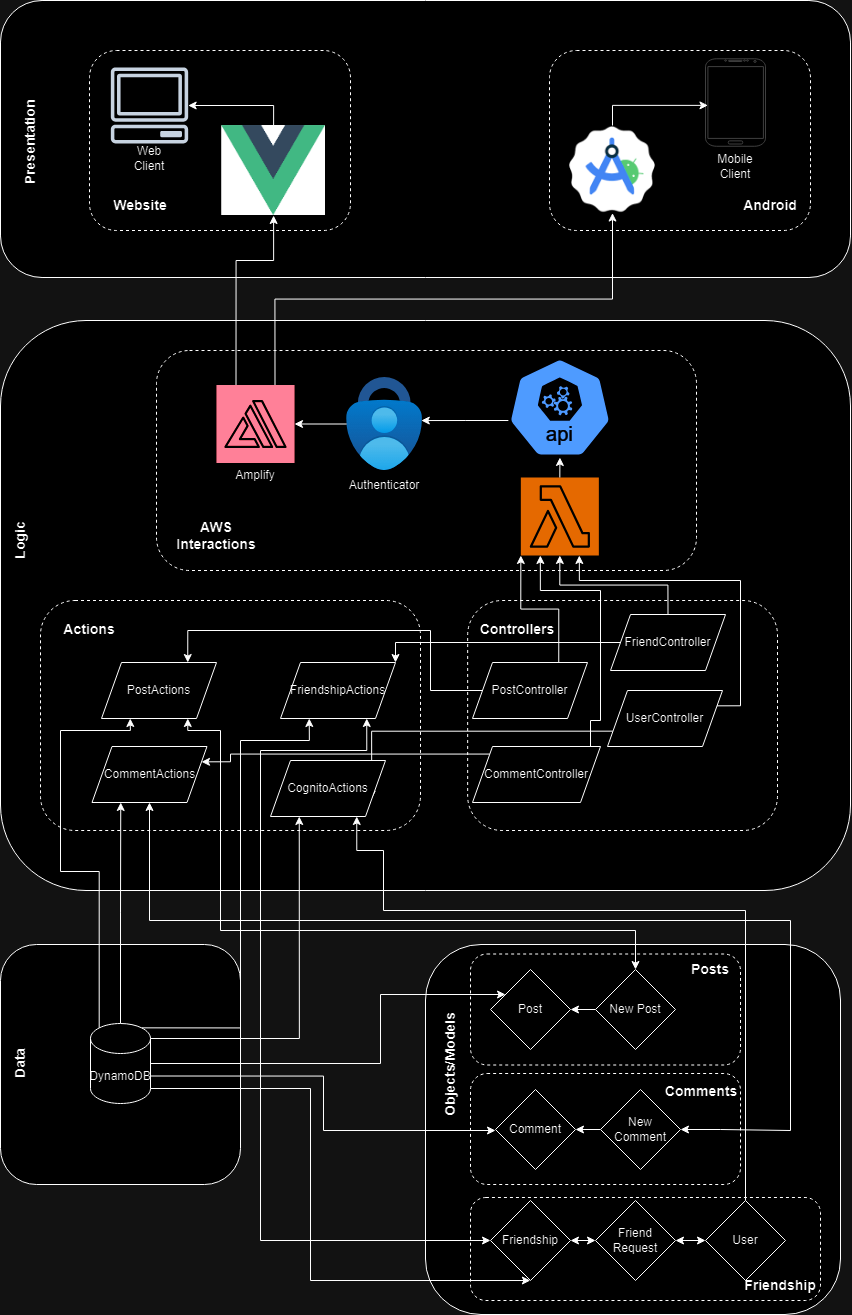 Presentation
Web
Client
Website
Mobile
Client
Android
Logic
Amplify
Authenticator
api
AWS
Interactions
Actions
PostActions
FriendshipActions
CommentActions
CognitoActions
Controllers
FriendController
PostController
UserController
CommentController
Data
DynamoDB
Objects/Models
Posts
Post
New Post
Comments
Comment
New
Comment
Friendship
Friend
Request
User
Friendship